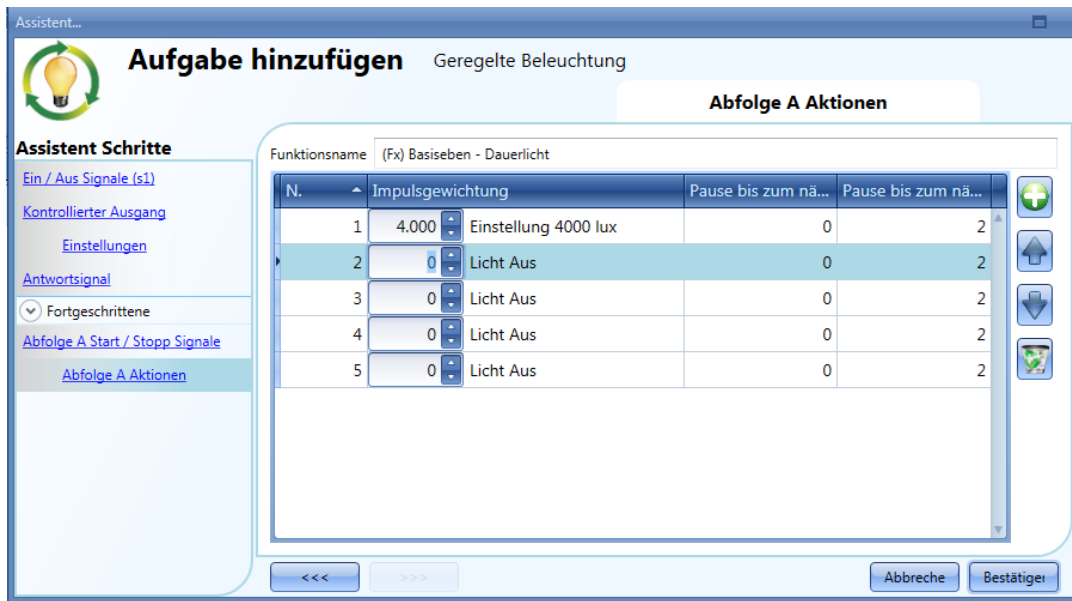 Assistent...
Aufgabe hinzufügen Geregelte Beleuchtung
Abfolge A Aktionen
Assistent Schritte
Ein / Aus Signale (s1)
Kontrollierter Ausgang
Einstellungen
Antwortsignal
Fortgeschrittene
Abfolge A Start / Stopp Signale
Abfolge A Aktionen
Funktionsname (Fx) Basiseben - Dauerlicht
N. Impulsgewichtung Pause bis zum nä... Pause bis zum nä...
1 4.000 Einstellung 4000 lux 0 2
2 0 Licht Aus 0 2
3 0 Licht Aus 0 2
4 0 Licht Aus 0 2
5 0 Licht Aus 0 2
<<< >>> Abbreche Bestätiger